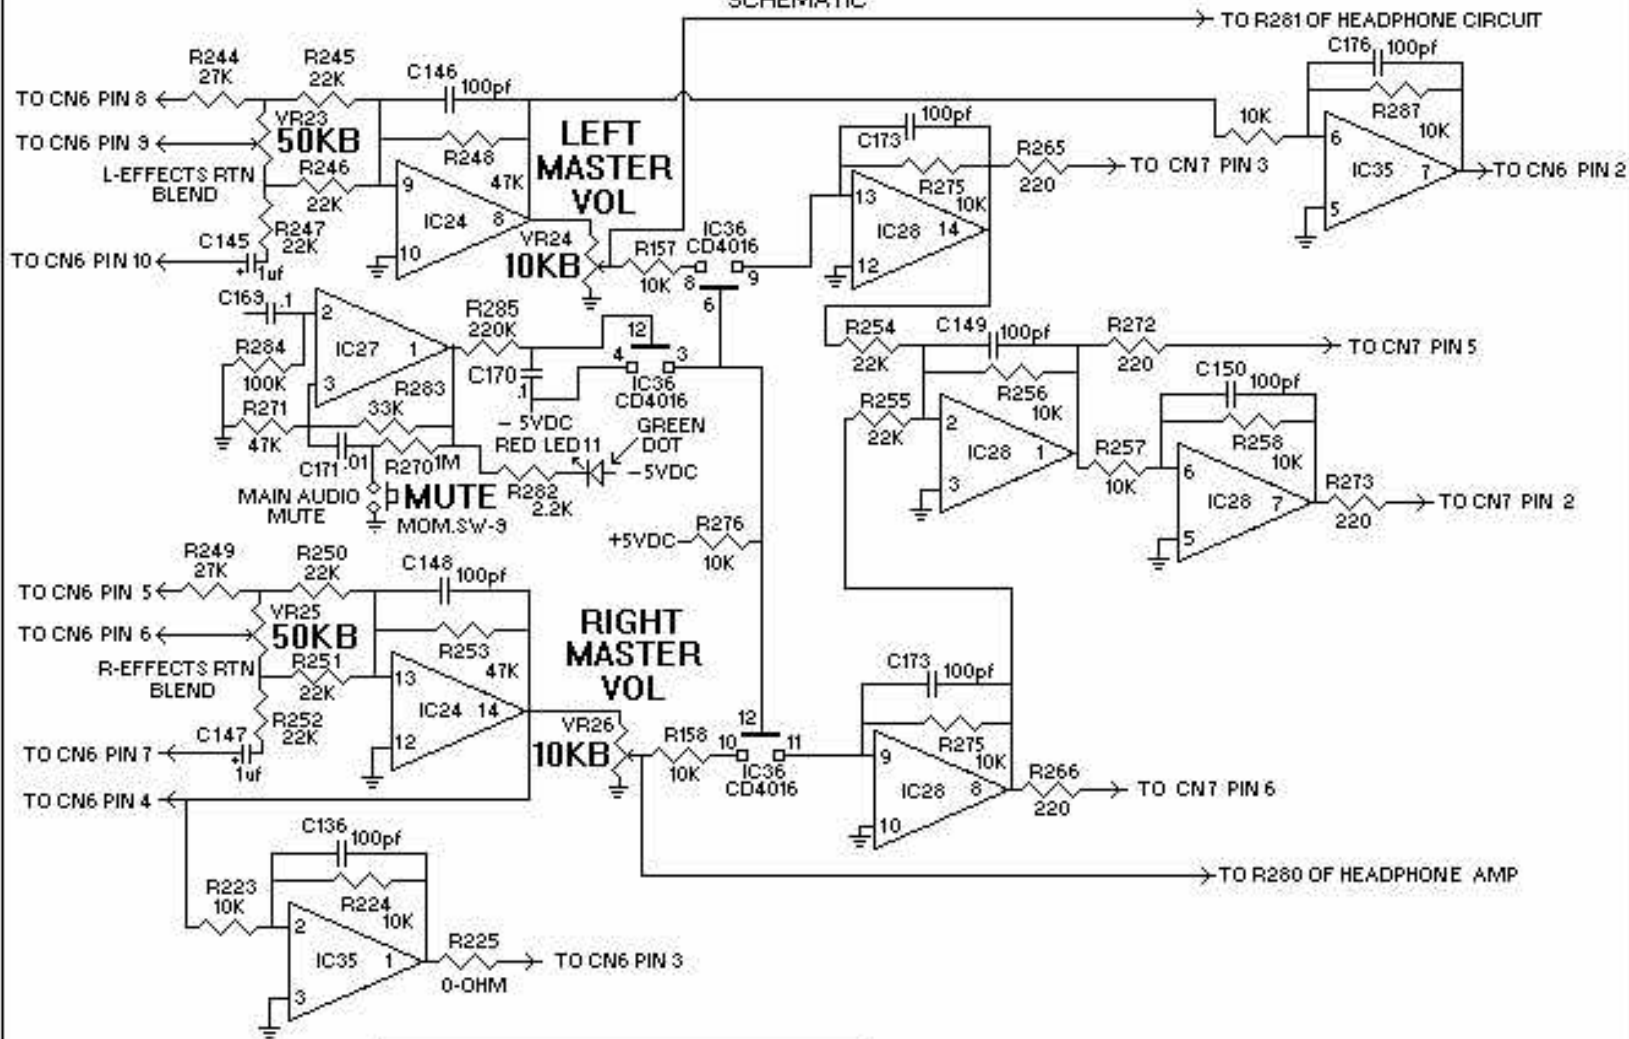 SCHEMATIC
TO R281 OF HEADPHONE CIRCUIT
R244
27K
R245
22K
C146
100pf
C176
100pf
TO CN6 PIN 8
VR23
50KB
TO CN6 PIN 9
L-EFFECTS RTN
BLEND
R246
22K
R248
47K
9
8
IC24
10
R247
22K
C145
+
1uf
TO CN6 PIN 10
LEFT
MASTER
VOL
VR24
10KB
R157
10K
IC36
CD4016
8
9
6
C173
100pf
R275
10K
13
IC28
14
12
R265
220
TO CN7 PIN 3
10K
R287
10K
6
IC35
7
5
TO CN6 PIN 2
C169
.1
2
IC27
1
3
R284
100K
R271
47K
R283
33K
R285
220K
C170
.1
12
4
3
IC36
CD4016
- 5VDC
RED LED11
GREEN
DOT
-5VDC
C171
.01
R270
1M
R282
2.2K
MAIN AUDIO
MUTE
MUTE
MOM.SW-9
R254
22K
C149
100pf
R272
220
TO CN7 PIN 5
R255
22K
R256
10K
2
IC28
1
3
R257
10K
C150
100pf
R258
10K
6
IC28
7
5
R273
220
TO CN7 PIN 2
+5VDC
R276
10K
R249
27K
R250
22K
C148
100pf
TO CN6 PIN 5
VR25
50KB
TO CN6 PIN 6
R-EFFECTS RTN
BLEND
R251
22K
R253
47K
13
IC24
14
12
R252
22K
C147
+
1uf
TO CN6 PIN 7
TO CN6 PIN 4
RIGHT
MASTER
VOL
VR26
10KB
R158
10K
12
10
11
IC36
CD4016
C173
100pf
R275
10K
9
IC28
8
10
R266
220
TO CN7 PIN 6
TO R280 OF HEADPHONE AMP
C136
100pf
R223
10K
R224
10K
2
IC35
1
3
R225
0-OHM
TO CN6 PIN 3